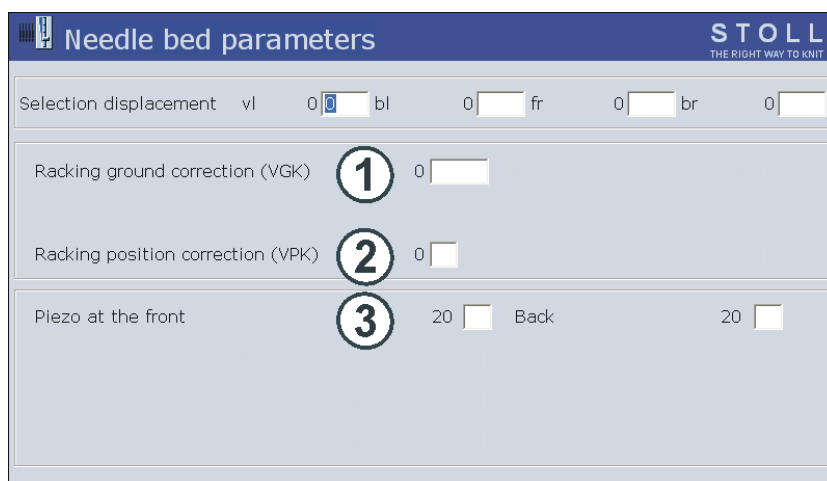 Needle bed parameters
STOLL
THE RIGHT WAY TO KNIT
Selection displacement vl 0 0 bl 0 fr 0 br 0
Racking ground correction (VGK) 1 0
Racking position correction (VPK) 2 0
Piezo at the front 3 20 Back 20